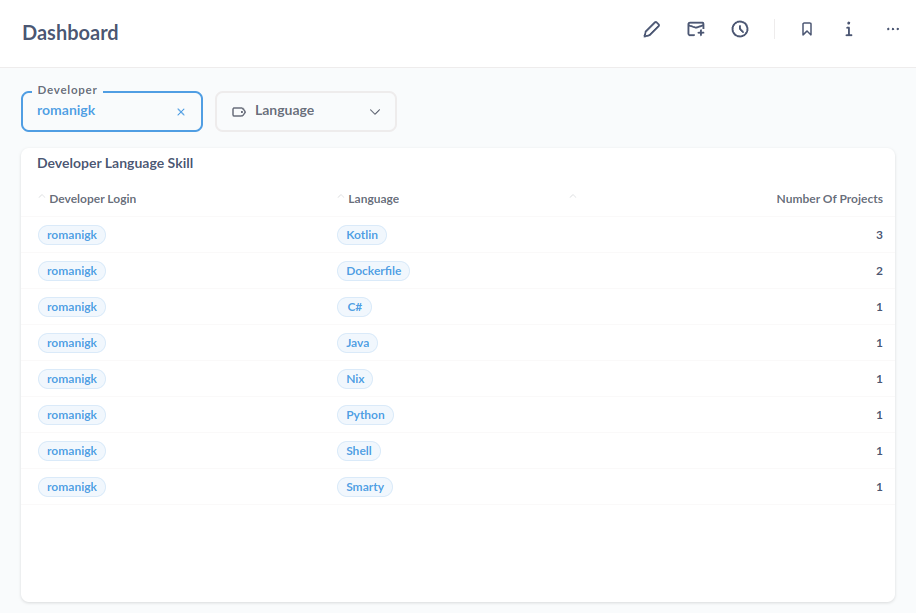 Dashboard
Developer
romanigk
Language
Developer Language Skill
Developer Login Language Number Of Projects
romanigk Kotlin 3
romanigk Dockerfile 2
romanigk C# 1
romanigk Java 1
romanigk Nix 1
romanigk Python 1
romanigk Shell 1
romanigk Smarty 1